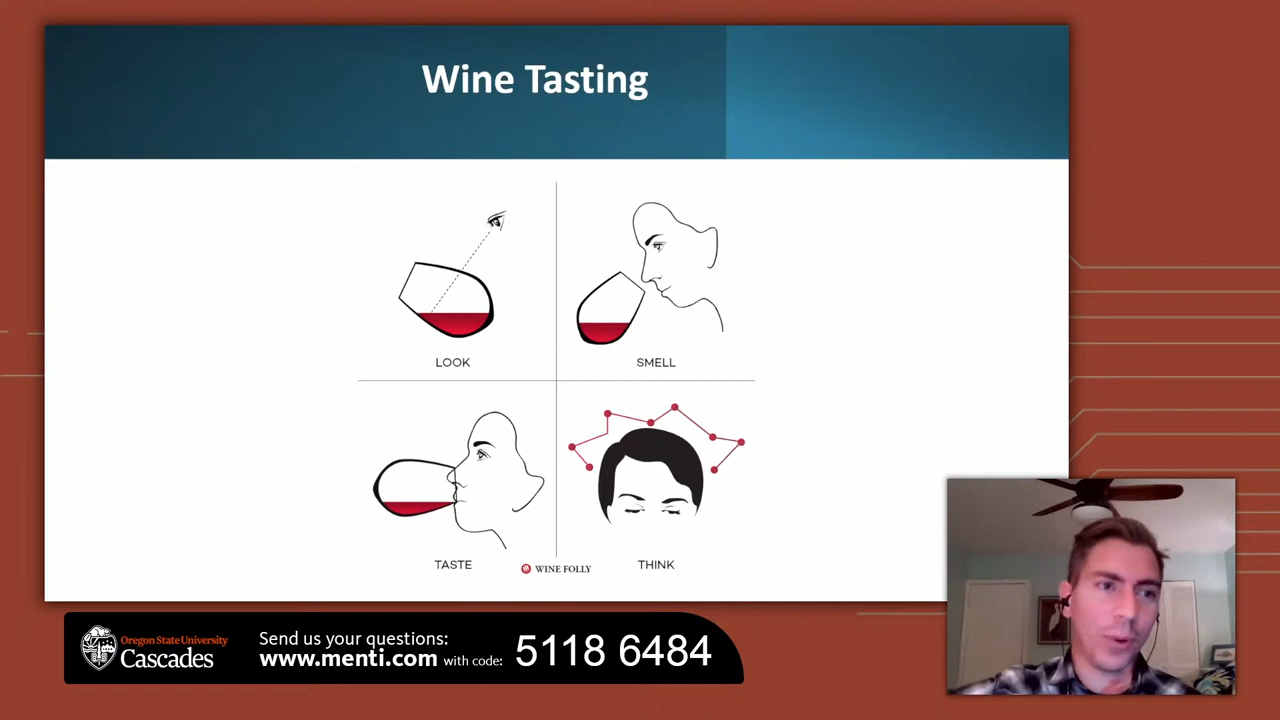 Wine Tasting
LOOK
SMELL
TASTE
WINE FOLLY
THINK
Oregon State University
Cascades
Send us your questions:
www.menti.com with code:
5118 6484